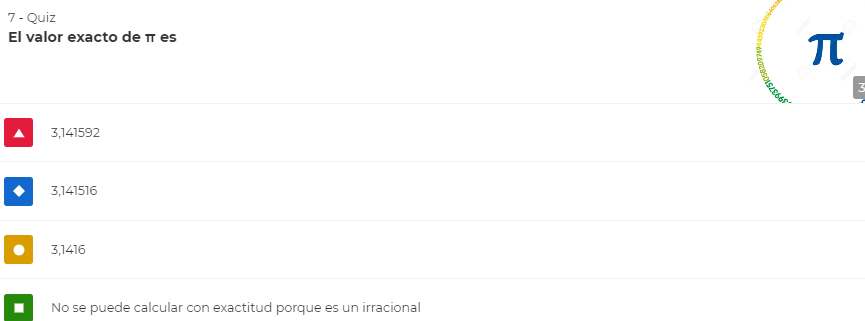 7 - Quiz
El valor exacto de π es
π
3
3,141592
3,141516
3,1416
No se puede calcular con exactitud porque es un irracional